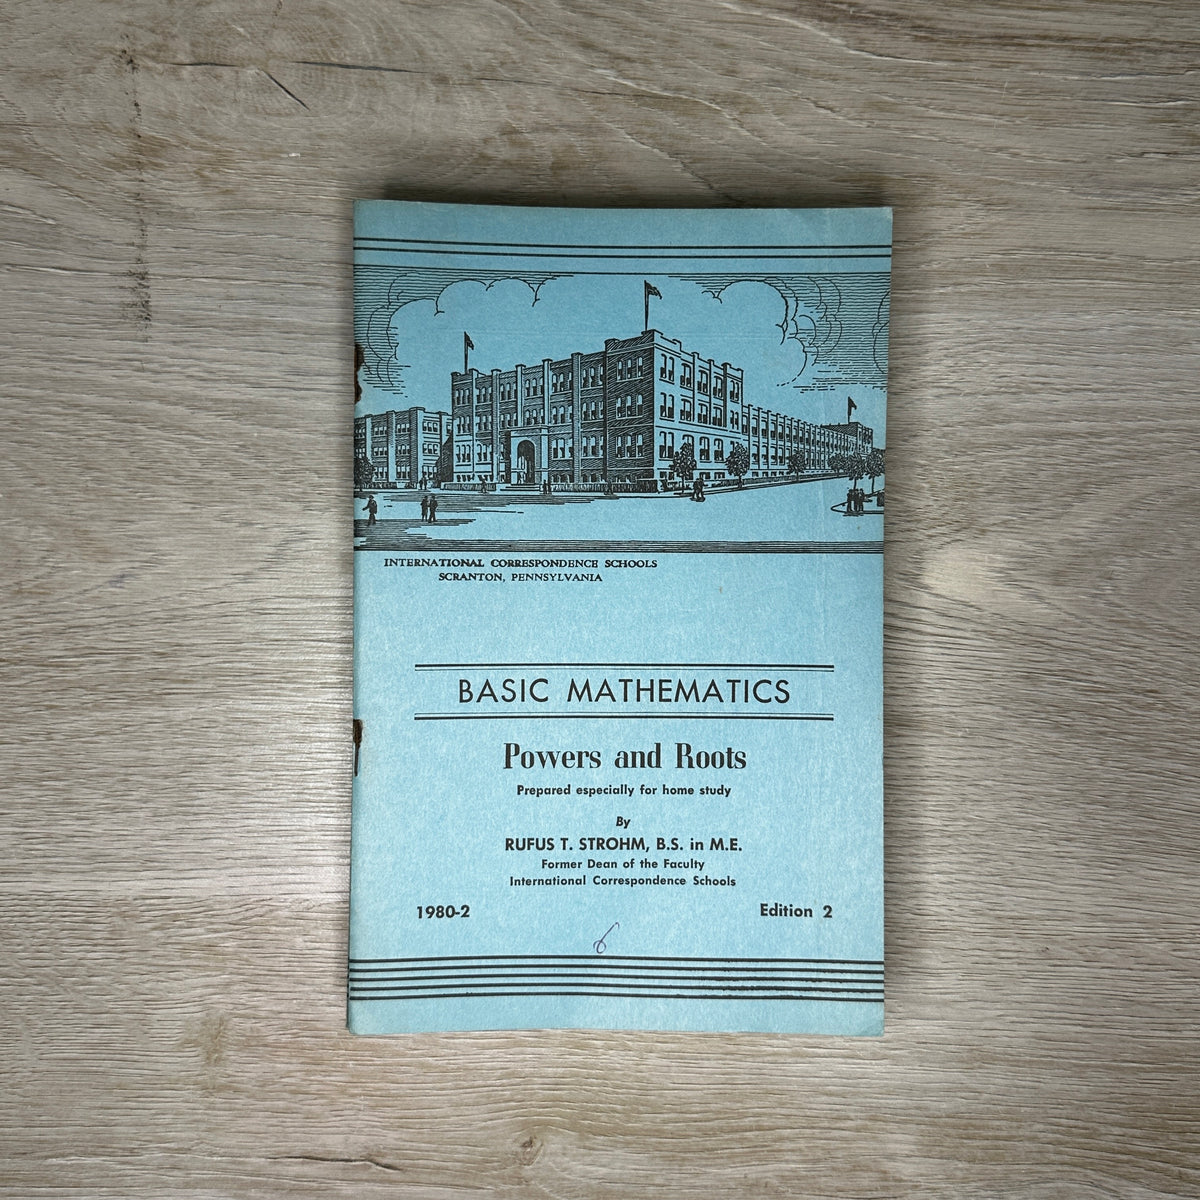 INTERNATIONAL CORRESPONDENCE SCHOOLS
SCRANTON, PENNSYLVANIA
BASIC MATHEMATICS
Powers and Roots
Prepared especially for home study
By
RUFUS T. STROHM, B.S. in M.E.
Former Dean of the Faculty
International Correspondence Schools
1980-2 Edition 2
6